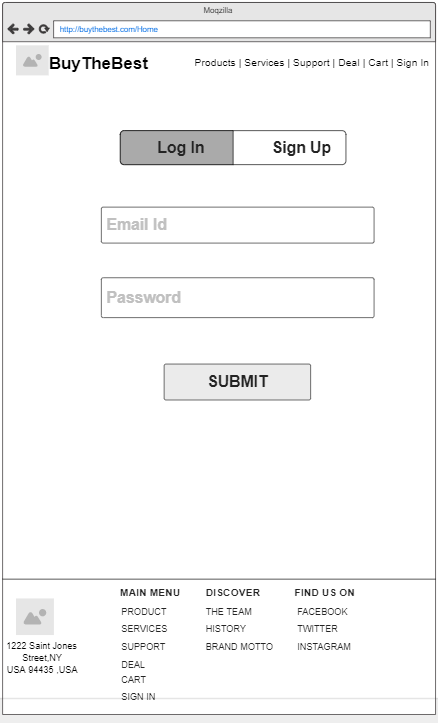 Moqzilla
http://buythebest.com/Home
BuyTheBest
Products | Services | Support | Deal | Cart | Sign In
Log In
Sign Up
Email Id
Password
SUBMIT
MAIN MENU
PRODUCT
SERVICES
SUPPORT
DEAL
CART
SIGN IN
DISCOVER
THE TEAM
HISTORY
BRAND MOTTO
FIND US ON
FACEBOOK
TWITTER
INSTAGRAM
1222 Saint Jones
Street,NY
USA 94435 ,USA